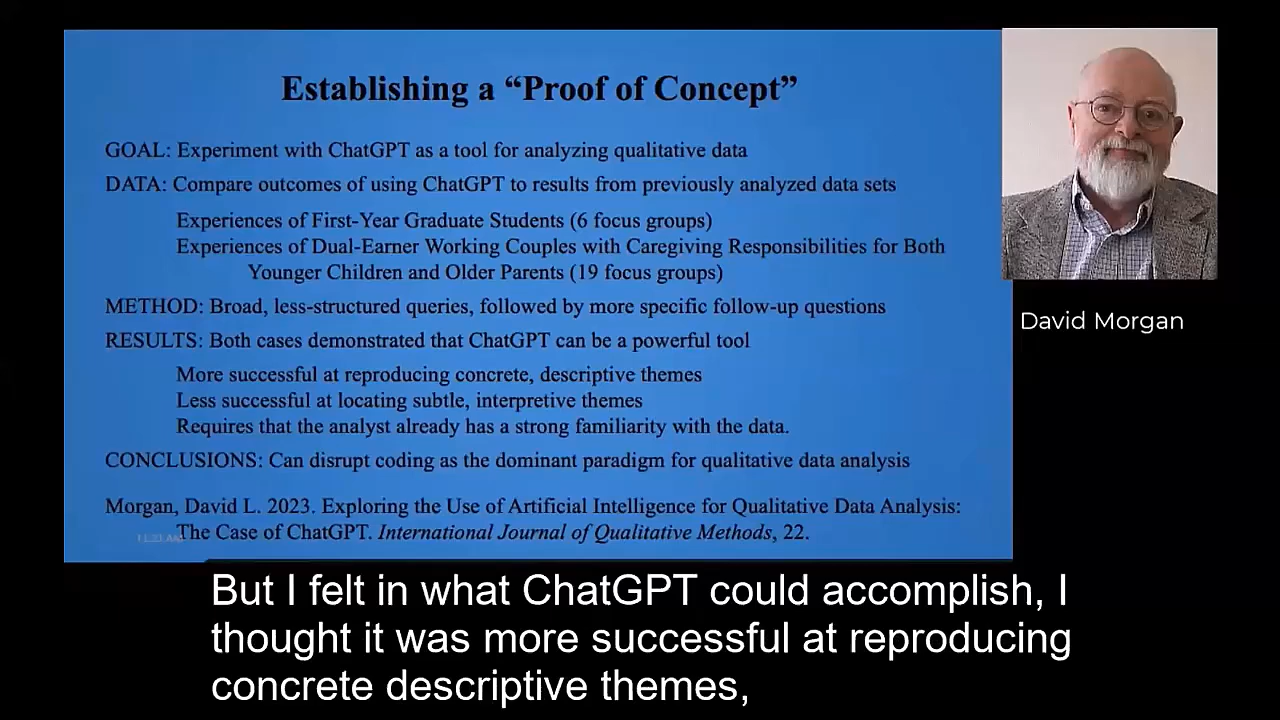 Establishing a “Proof of Concept”
GOAL: Experiment with ChatGPT as a tool for analyzing qualitative data
DATA: Compare outcomes of using ChatGPT to results from previously analyzed data sets
Experiences of First-Year Graduate Students (6 focus groups)
Experiences of Dual-Earner Working Couples with Caregiving Responsibilities for Both
Younger Children and Older Parents (19 focus groups)
METHOD: Broad, less-structured queries, followed by more specific follow-up questions
RESULTS: Both cases demonstrated that ChatGPT can be a powerful tool
More successful at reproducing concrete, descriptive themes
Less successful at locating subtle, interpretive themes
Requires that the analyst already has a strong familiarity with the data.
CONCLUSIONS: Can disrupt coding as the dominant paradigm for qualitative data analysis
Morgan, David L. 2023. Exploring the Use of Artificial Intelligence for Qualitative Data Analysis:
The Case of ChatGPT. International Journal of Qualitative Methods, 22.
David Morgan
But I felt in what ChatGPT could accomplish, I
thought it was more successful at reproducing
concrete descriptive themes,